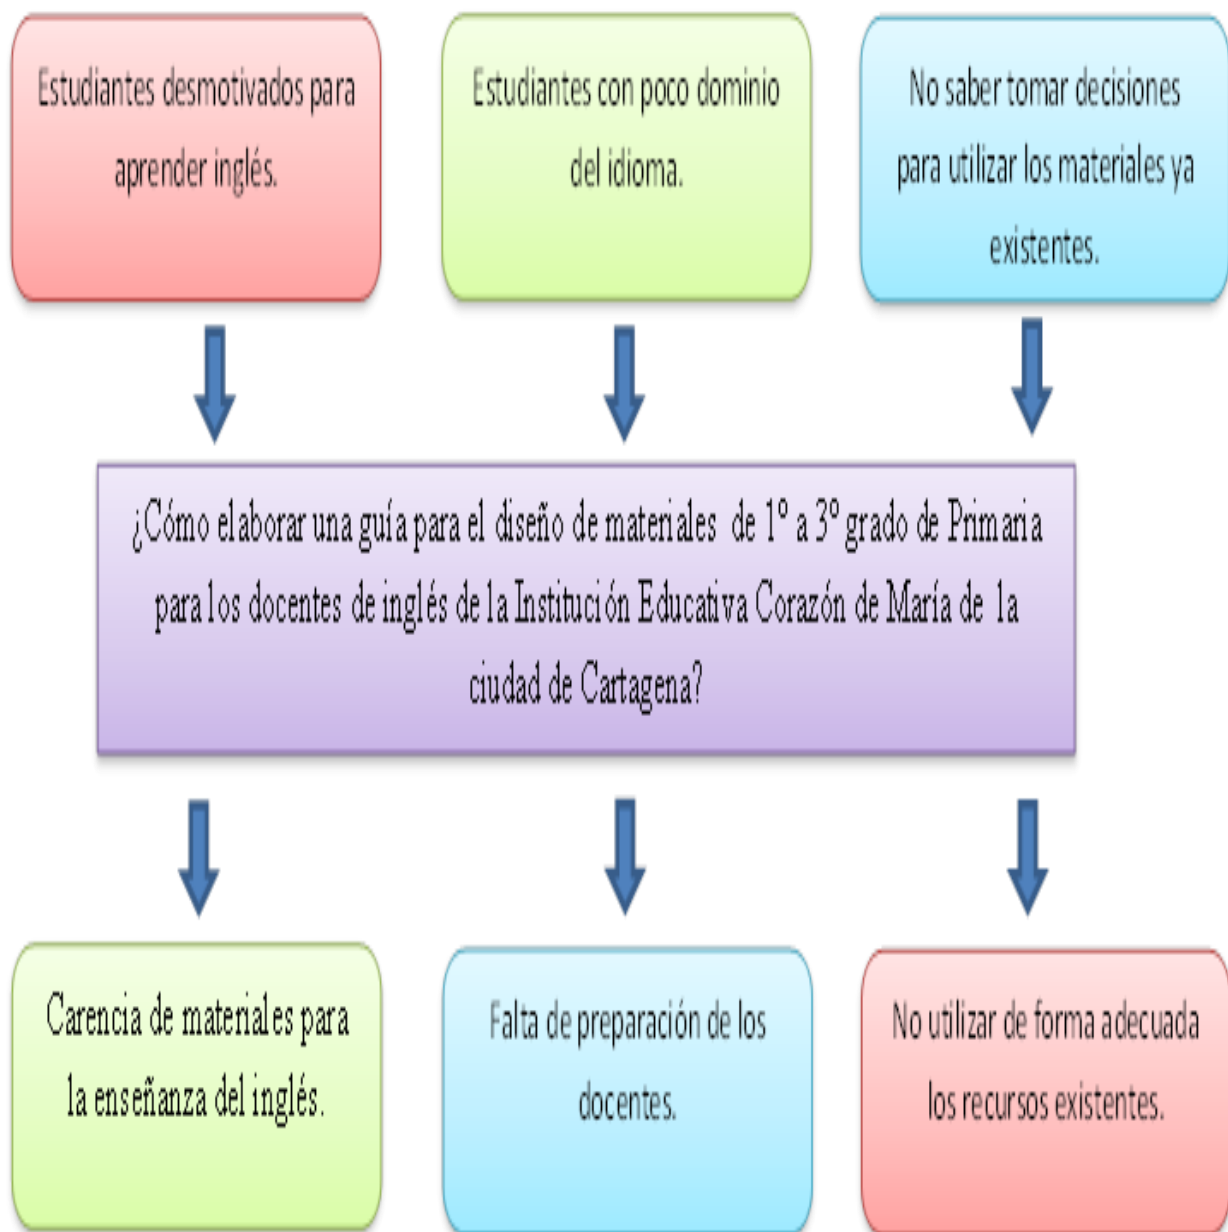 Estudiantes desmotivados para
aprender inglés.
Estudiantes con poco dominio
del idioma.
No saber tomar decisiones
para utilizar los materiales ya
existentes.
¿Cómo elaborar una guía para el diseño de materiales de 1º a 3º grado de Primaria
para los docentes de inglés de la Institución Educativa Corazón de María de la
ciudad de Cartagena?
Carencia de materiales para
la enseñanza del inglés.
Falta de preparación de los
docentes.
No utilizar de forma adecuada
los recursos existentes.